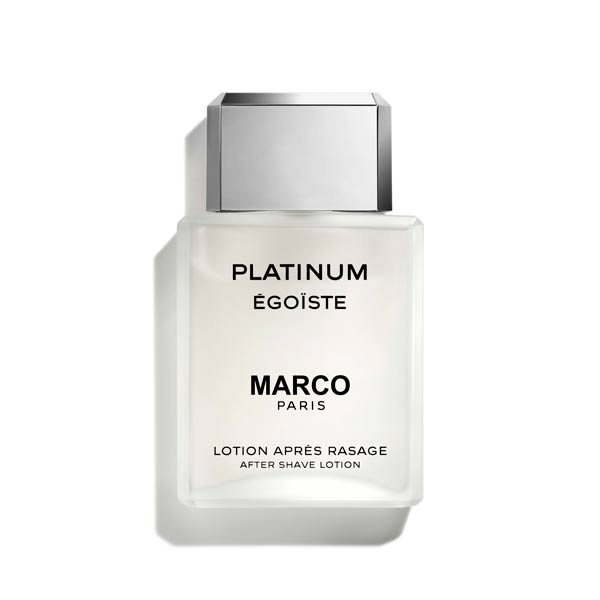 PLATINUM
ÉGOÏSTE
MARCO
PARIS
LOTION APRÈS RASAGE
AFTER SHAVE LOTION